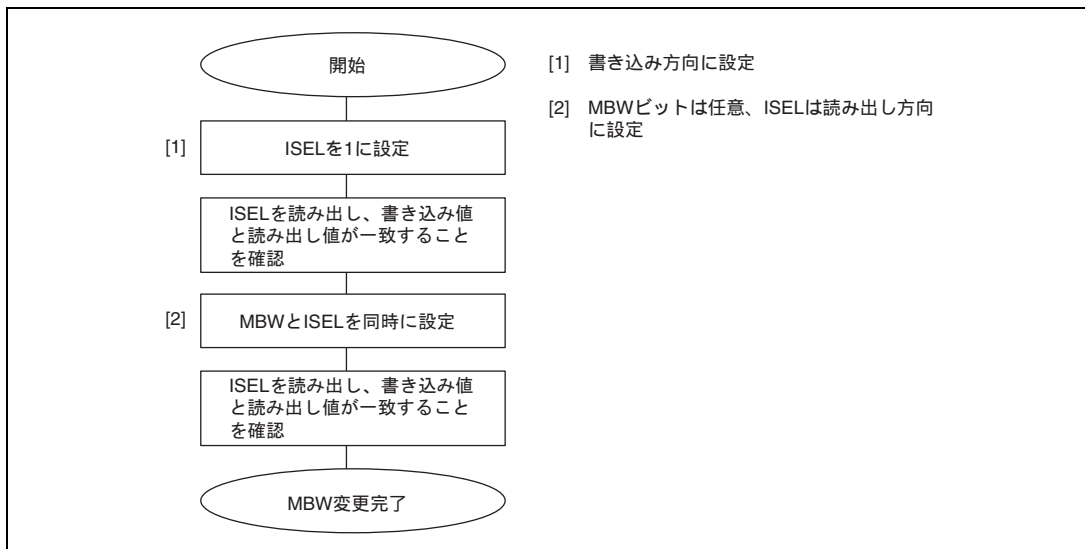 開始
[1] 書き込み方向に設定
[2] MBWビットは任意、ISELは読み出し方向
に設定
[1] ISELを1に設定
ISELを読み出し、書き込み値
と読み出し値が一致すること
を確認
[2] MBWとISELを同時に設定
ISELを読み出し、書き込み値
と読み出し値が一致すること
を確認
MBW変更完了